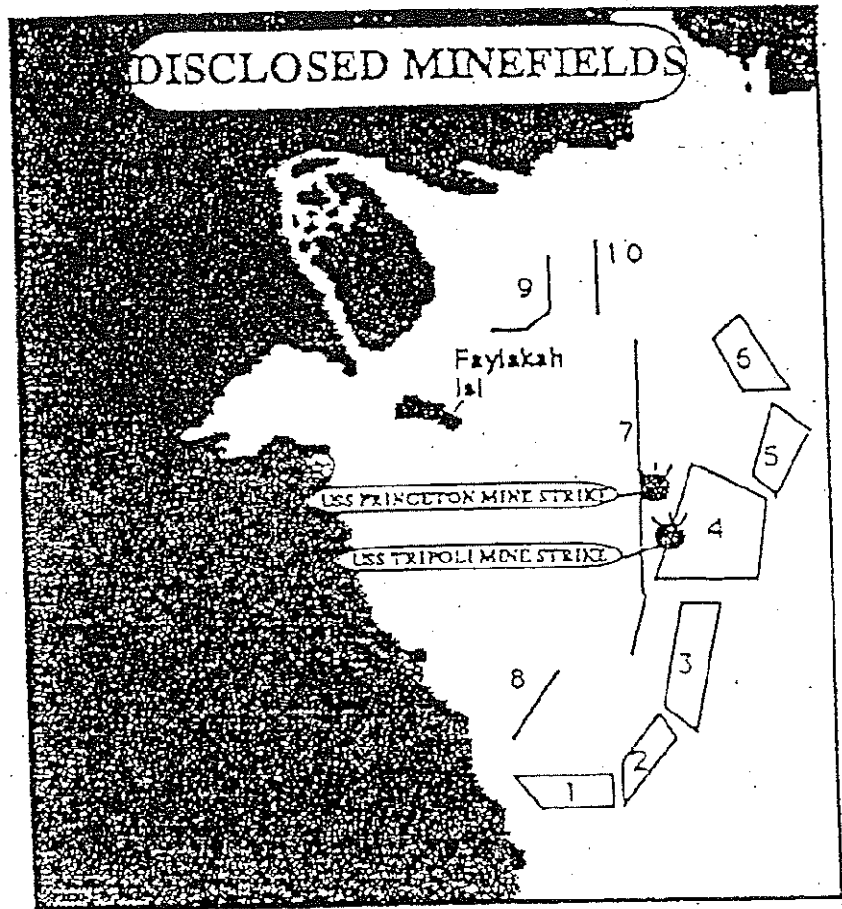 DISCLOSED MINEFIELDS
10
9
6
Faylakah
Isl
7
5
USS PRINCETON MINE STRIKE
4
USS TRIPOLI MINE STRIKE
3
8
2
1